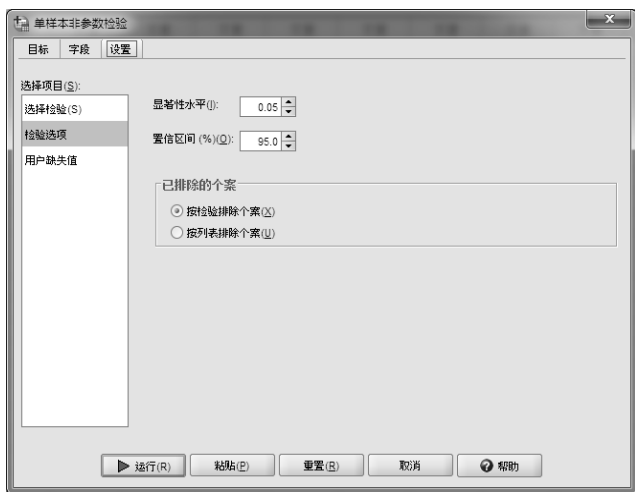 单样本非参数检验
目标 字段 设置
选择项目(S):
选择检验(S)
检验选项
用户缺失值
显著性水平(I): 0.05
置信区间 (%)(O): 95.0
已排除的个案
按检验排除个案(X)
按列表排除个案(U)
运行(R) 粘贴(P) 重置(R) 取消 帮助